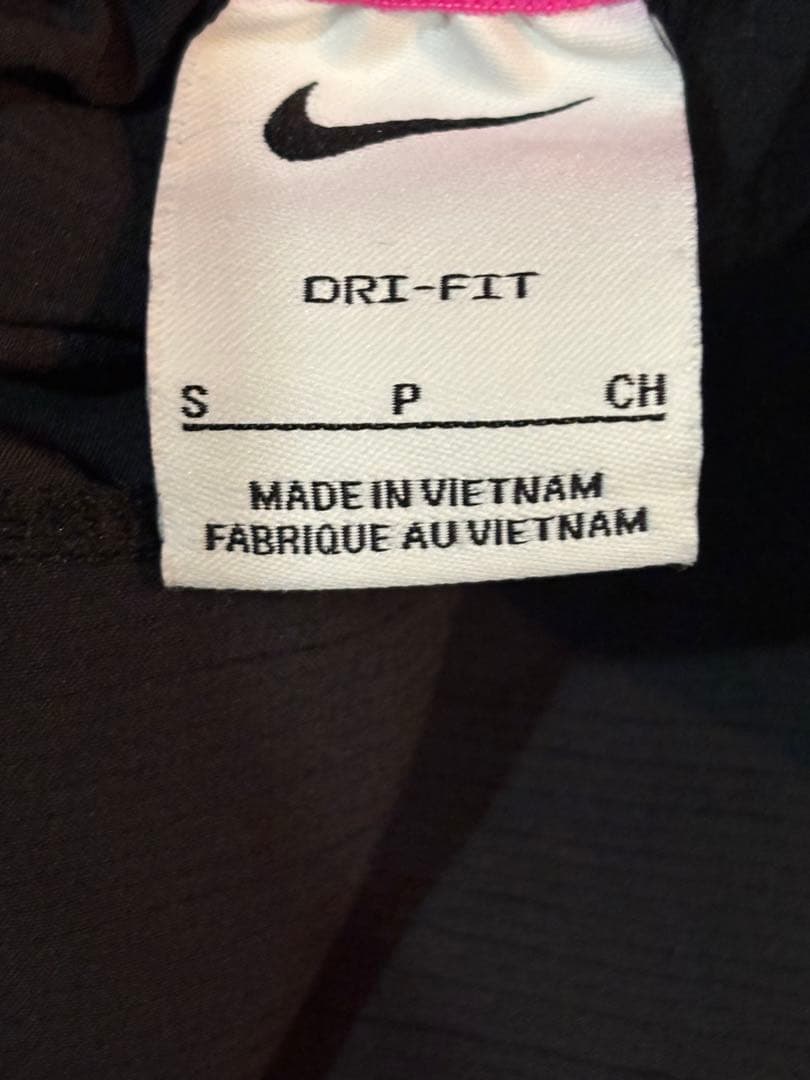 DRI-FIT
S P CH
MADE IN VIETNAM
FABRIQUE AU VIETNAM